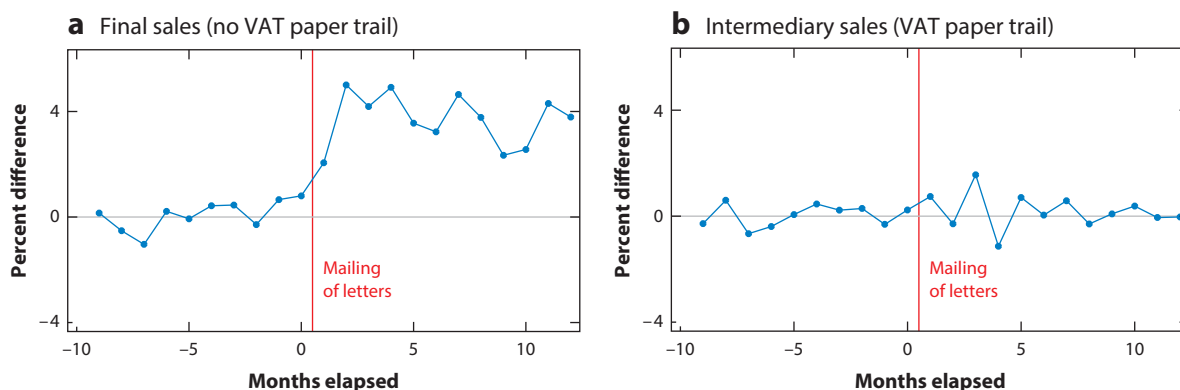 a Final sales (no VAT paper trail)
Percent difference
4
0
−4
Mailing
of letters
−10 −5 0 5 10
Months elapsed
b Intermediary sales (VAT paper trail)
Percent difference
4
0
−4
Mailing
of letters
−10 −5 0 5 10
Months elapsed